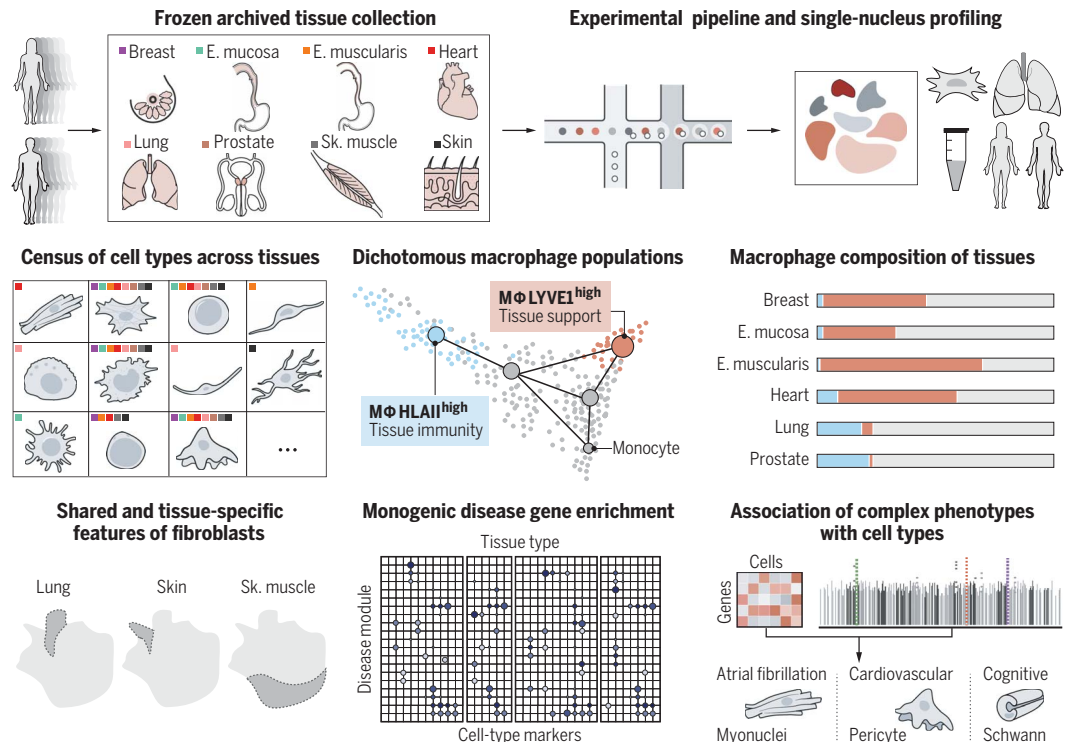 Frozen archived tissue collection
Experimental pipeline and single-nucleus profiling
Breast
E. mucosa
E. muscularis
Heart
Lung
Prostate
Sk. muscle
Skin
Census of cell types across tissues
...
Dichotomous macrophage populations
MΦ LYVE1high
Tissue support
MΦ HLAIIhigh
Tissue immunity
Monocyte
Macrophage composition of tissues
Breast
E. mucosa
E. muscularis
Heart
Lung
Prostate
Shared and tissue-specific
features of fibroblasts
Lung
Skin
Sk. muscle
Monogenic disease gene enrichment
Tissue type
Disease module
Cell-type markers
Association of complex phenotypes
with cell types
Cells
Genes
Atrial fibrillation
Cardiovascular
Cognitive
Myonuclei
Pericyte
Schwann